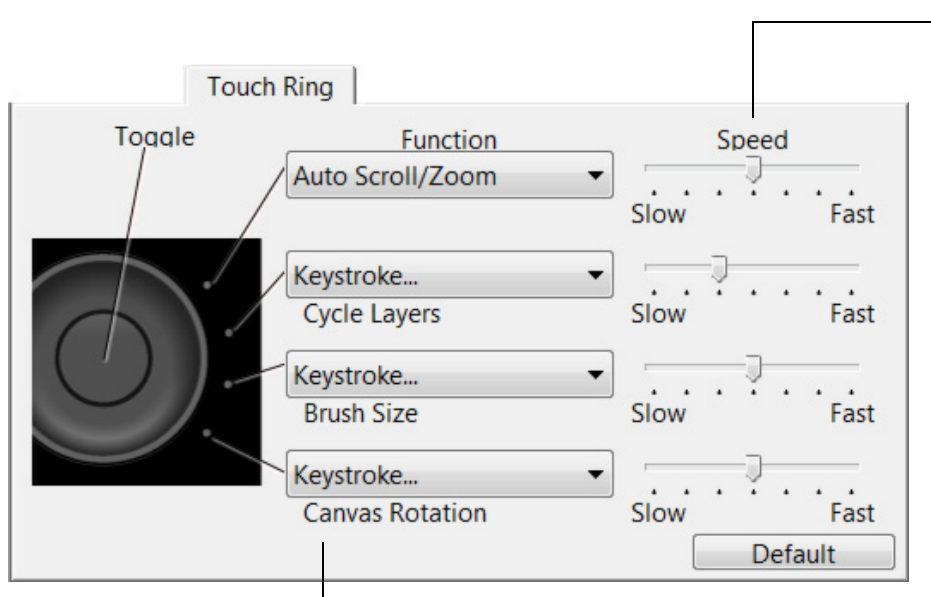 Touch Ring
Toggle Function Speed
Auto Scroll/Zoom
Slow Fast
Keystroke...
Cycle Layers Slow Fast
Keystroke...
Brush Size Slow Fast
Keystroke...
Canvas Rotation Slow Fast
Default